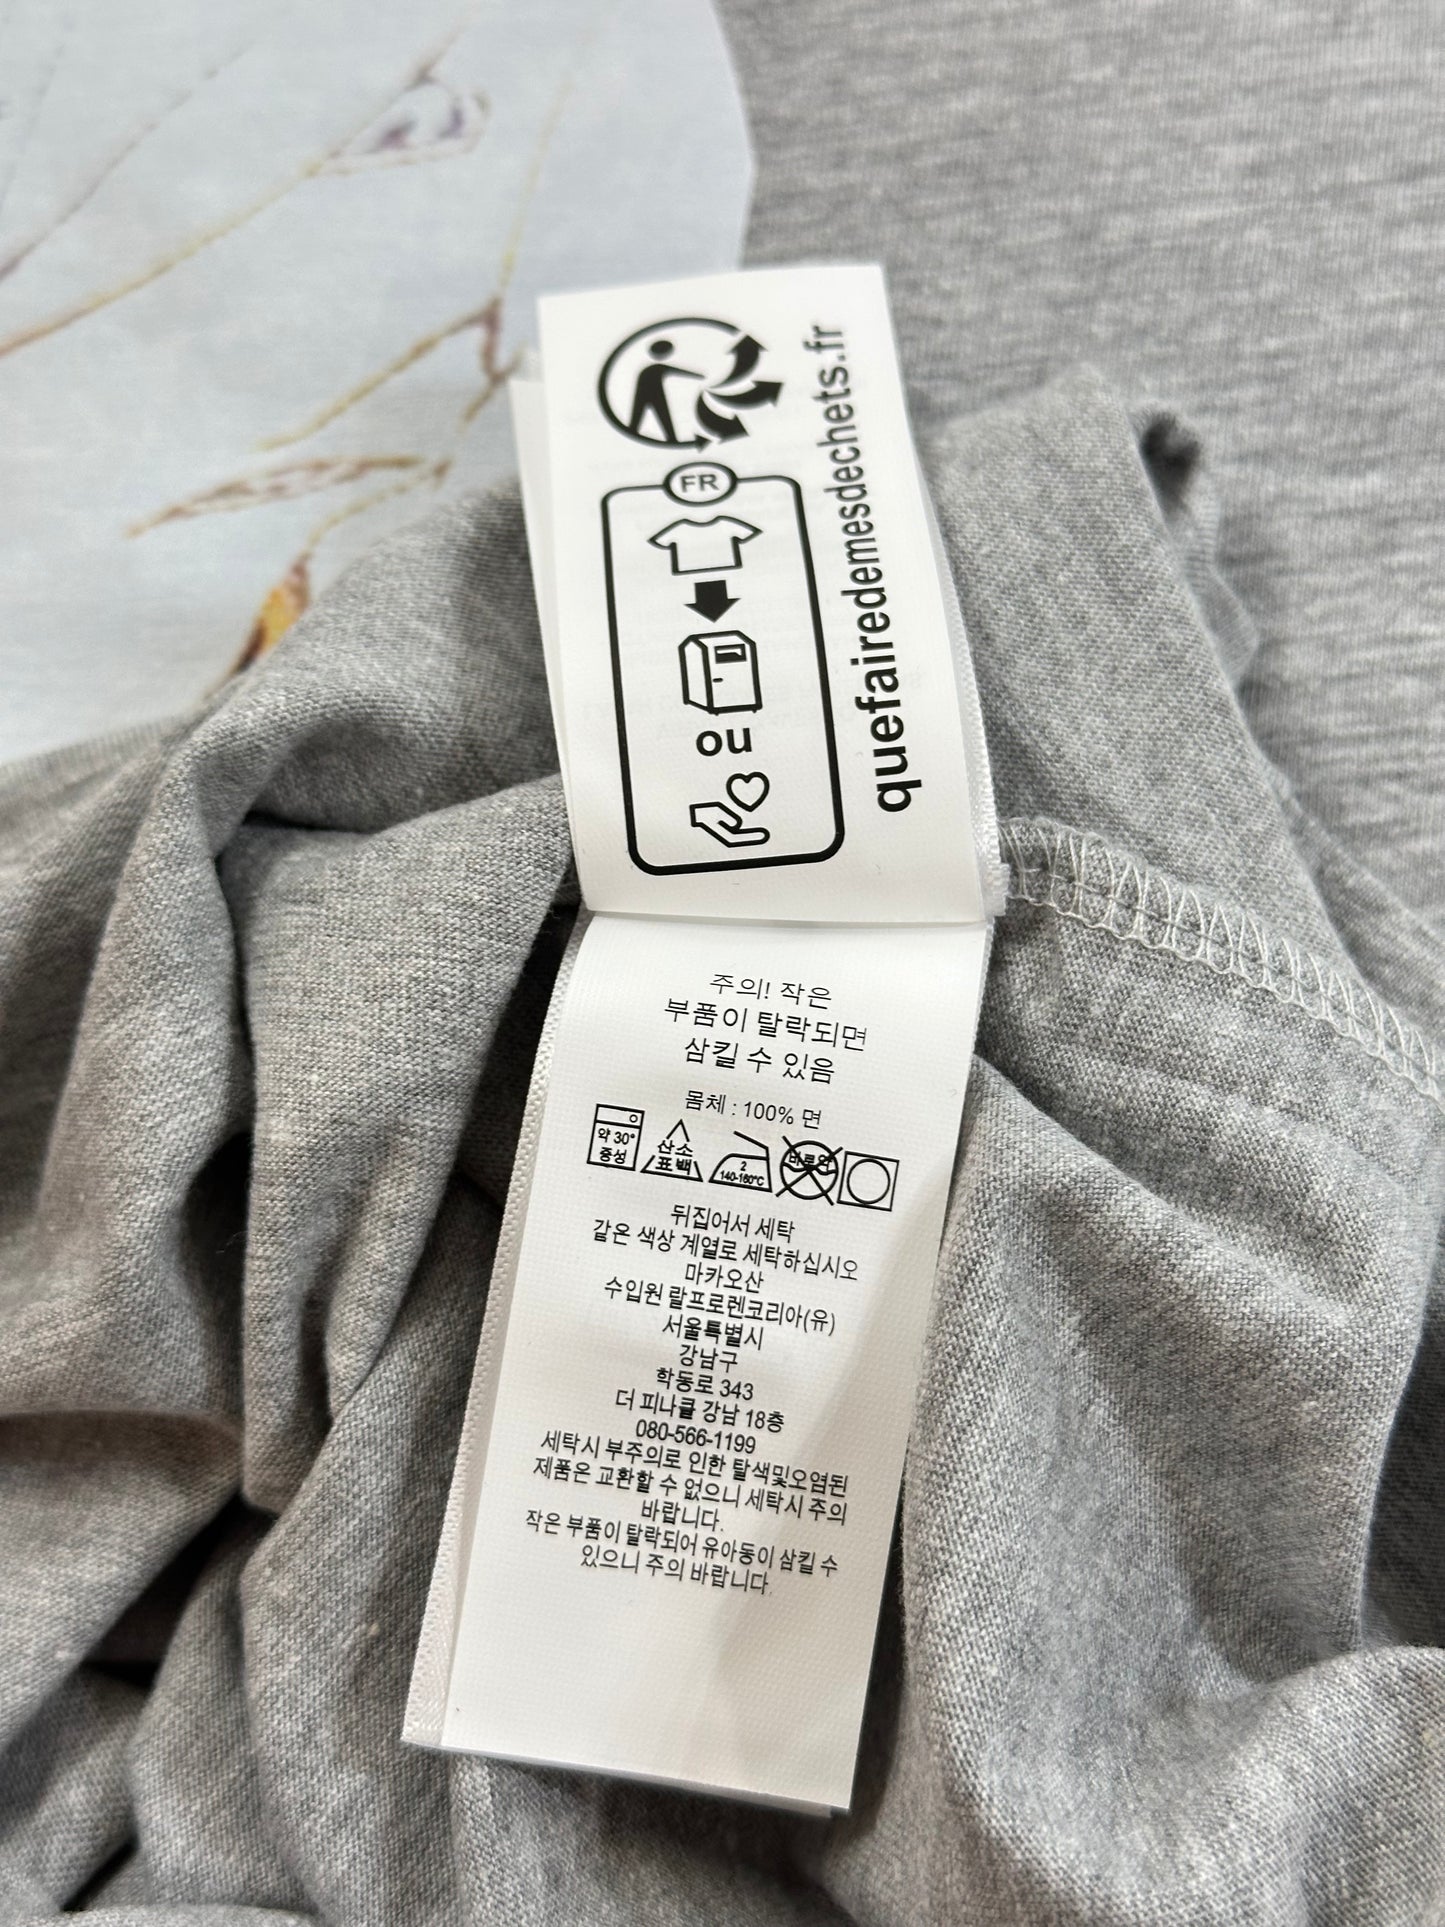 quefairedemesdechets.fr
FR
ou
주의! 작은
부품이 탈락되면
삼킬 수 있음
몸체 : 100% 면
약 30°
중성
산소
표백
2
140-160°C
바로약
뒤집어서 세탁
같은 색상 계열로 세탁하십시오
마카오산
수입원 랄프로렌코리아(유)
서울특별시
강남구
학동로 343
더 피나클 강남 18층
080-566-1199
세탁시 부주의로 인한 탈색및오염된
제품은 교환할 수 없으니 세탁시 주의
바랍니다.
작은 부품이 탈락되어 유아동이 삼킬 수
있으니 주의 바랍니다.